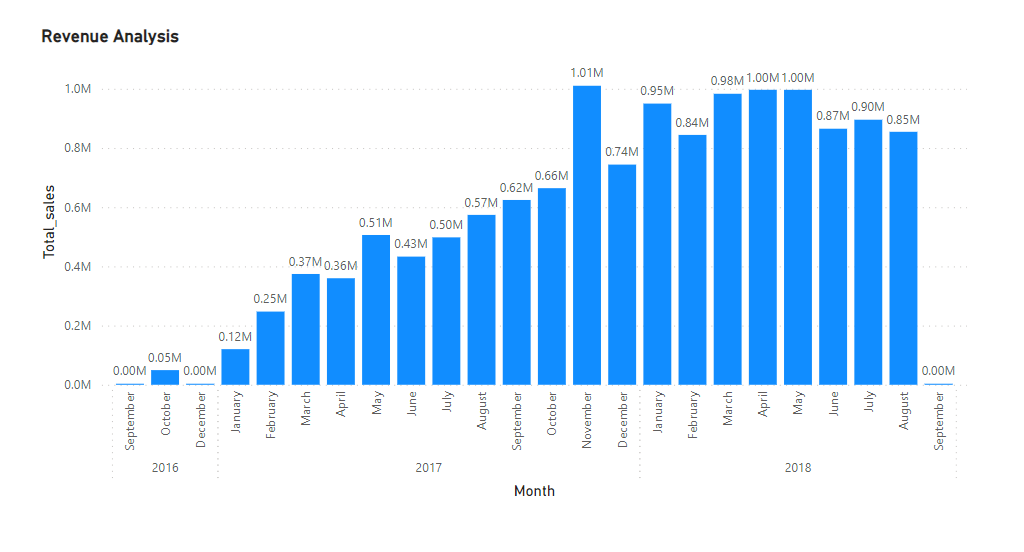 Revenue Analysis
1.01M
1.00M 1.00M
0.98M
0.95M
1.0M
0.90M
0.87M
0.85M
0.84M
0.8M
0.74M
0.66M
0.62M
0.6M
0.57M
0.51M
0.50M
0.43M
0.4M
0.37M
0.36M
0.25M
0.2M
0.12M
0.05M
0.00M
0.00M
0.00M
0.0M
Total_sales
September
October
December
January
February
March
April
May
June
July
August
September
October
November
December
January
February
March
April
May
June
July
August
September
2016
2017
2018
Month